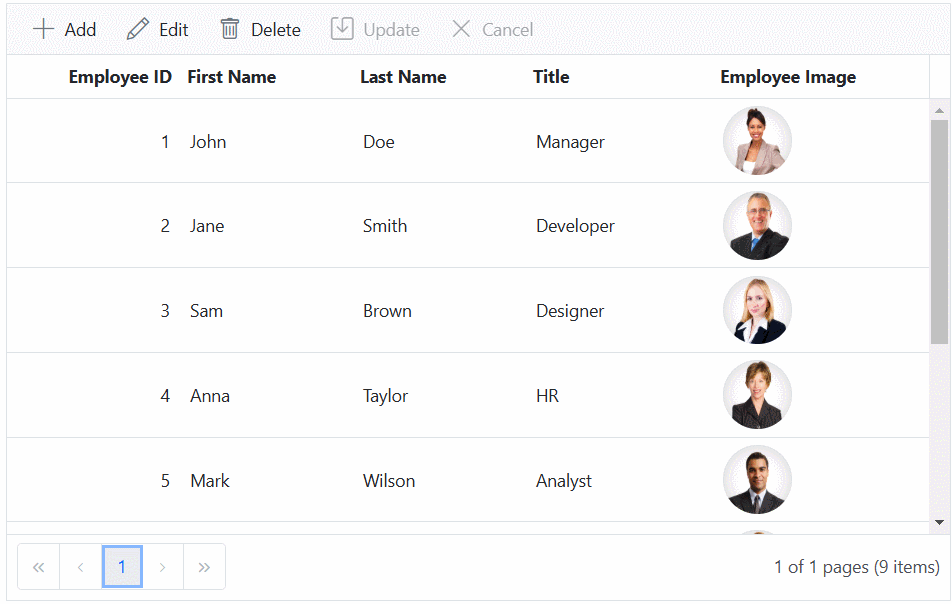 Add Edit Delete Update Cancel
Employee ID First Name Last Name Title Employee Image
1 John Doe Manager
2 Jane Smith Developer
3 Sam Brown Designer
4 Anna Taylor HR
5 Mark Wilson Analyst
« ‹ 1 › » 1 of 1 pages (9 items)